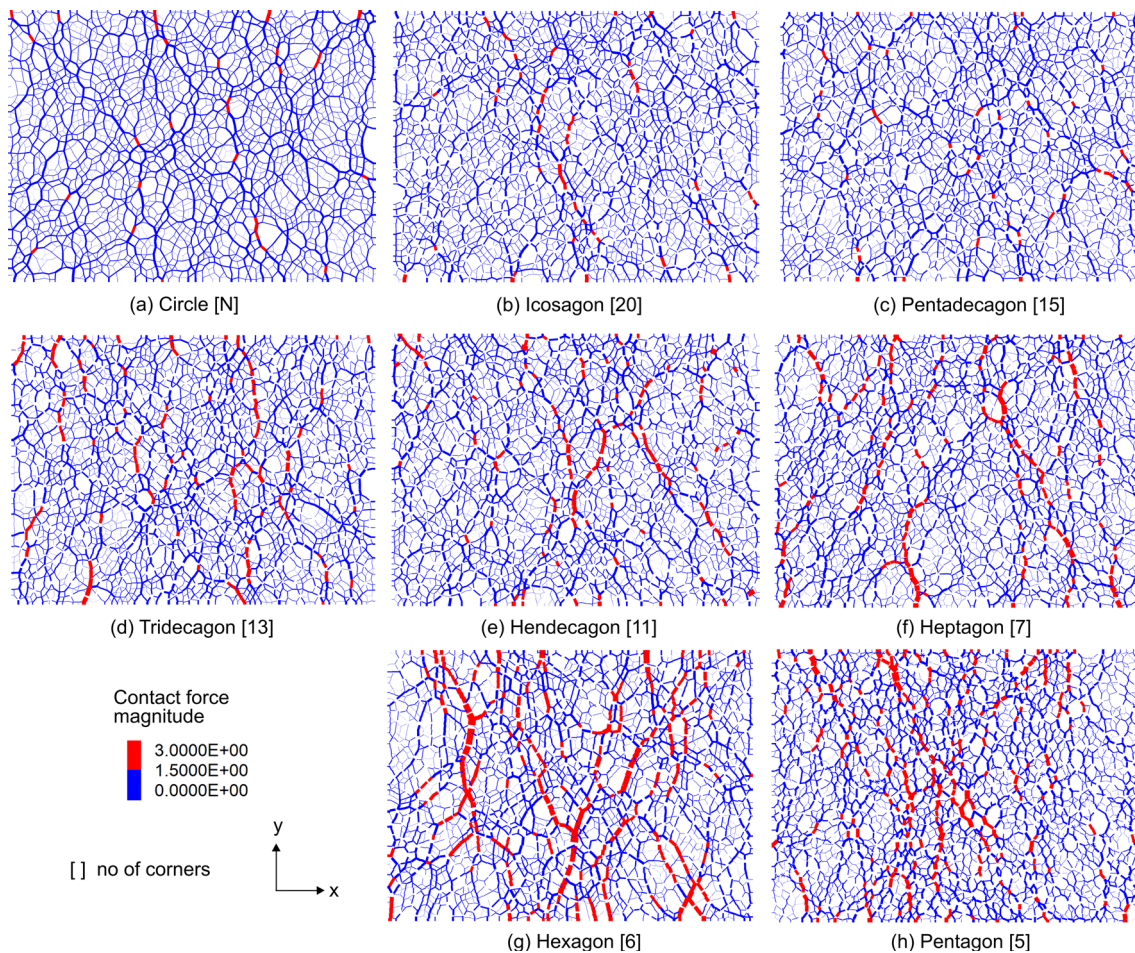 (a) Circle [N]
(b) Icosagon [20]
(c) Pentadecagon [15]
(d) Tridecagon [13]
(e) Hendecagon [11]
(f) Heptagon [7]
Contact force
magnitude
3.0000E+00
1.5000E+00
0.0000E+00
[ ] no of corners
y
x
(g) Hexagon [6]
(h) Pentagon [5]